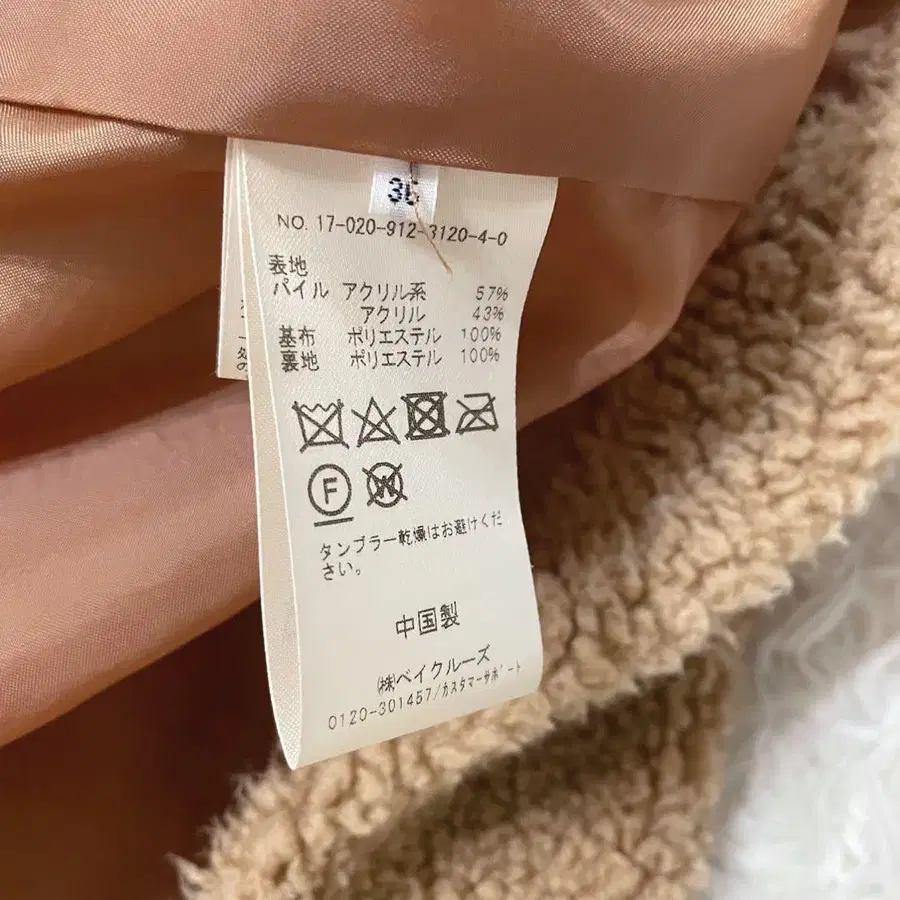 36
NO. 17-020-912-3120-4-0
表地
パイル アクリル系 57%
アクリル 43%
基布 ポリエステル 100%
裏地 ポリエステル 100%
F
W
タンブラー乾燥はお避けくだ
さい。
中国製
㈱ベイクルーズ
0120-301457/カスタマーサポート
処
の